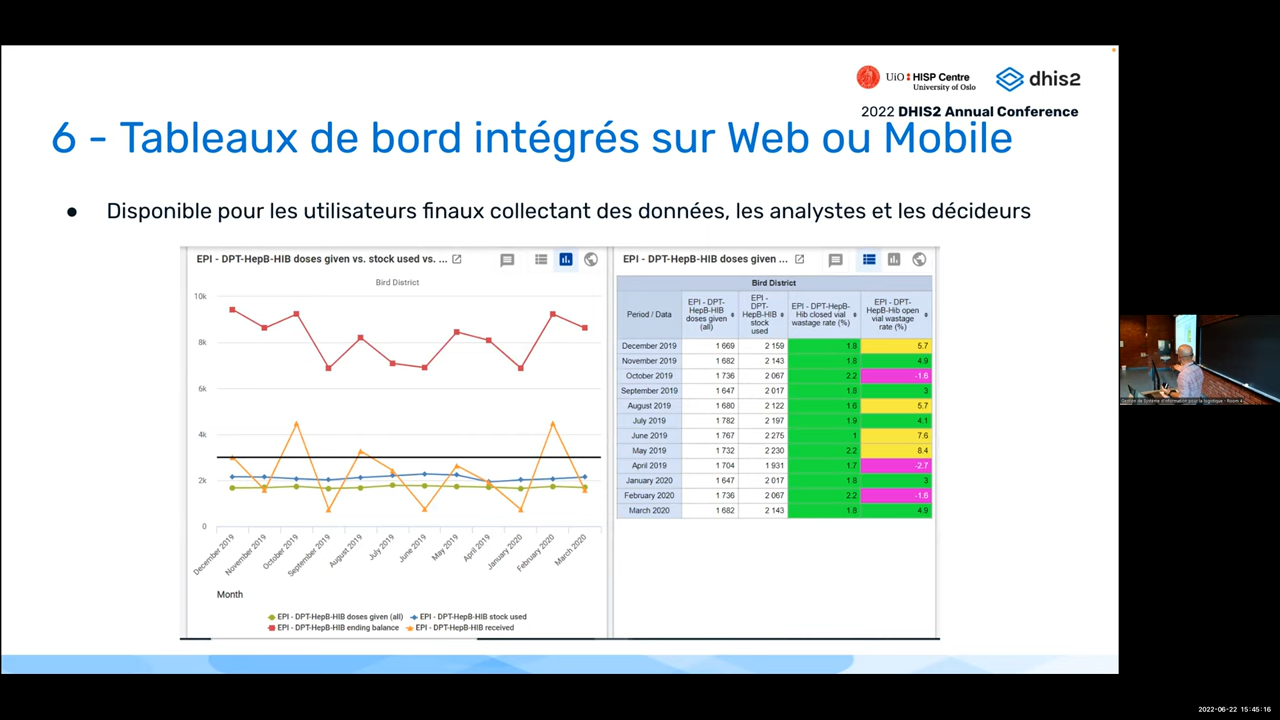 UiO : HISP Centre
University of Oslo
dhis2
2022 DHIS2 Annual Conference
6 - Tableaux de bord intégrés sur Web ou Mobile
● Disponible pour les utilisateurs finaux collectant des données, les analystes et les décideurs
EPI - DPT-HepB-HIB doses given vs. stock used vs. ...
Bird District
10k
8k
6k
4k
2k
0
December 2019
November 2019
October 2019
September 2019
August 2019
July 2019
June 2019
May 2019
April 2019
January 2020
February 2020
March 2020
Month
EPI - DPT-HepB-HIB doses given (all) EPI - DPT-HepB-HIB stock used
EPI - DPT-HepB-HIB ending balance EPI - DPT-HepB-HIB received
EPI - DPT-HepB-HIB doses given ...
Bird District
Period / Data
EPI - DPT-
HepB-HIB
doses given
(all)
EPI -
DPT-
HepB-HIB
stock
used
EPI - DPT-HepB-
Hib closed vial
wastage rate (%)
EPI - DPT-
HepB-Hib open
vial wastage
rate (%)
December 2019 1 669 2 159 1.8 5.7
November 2019 1 682 2 143 1.8 4.9
October 2019 1 736 2 067 2.2 -1.6
September 2019 1 647 2 017 1.8 3
August 2019 1 680 2 122 1.6 5.7
July 2019 1 782 2 197 1.9 4.1
June 2019 1 767 2 275 1 7.6
May 2019 1 732 2 230 2.2 8.4
April 2019 1 704 1 931 1.7 -2.7
January 2020 1 647 2 017 1.8 3
February 2020 1 736 2 067 2.2 -1.6
March 2020 1 682 2 143 1.8 4.9
Gestion de Système d'information pour la logistique - Room 4
2022-06-22 15:45:16